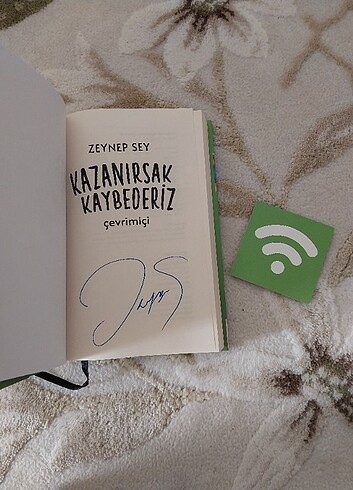 ZEYNEP SEY
KAZANIRSAK
KAYBEDERİZ
çevrimiçi